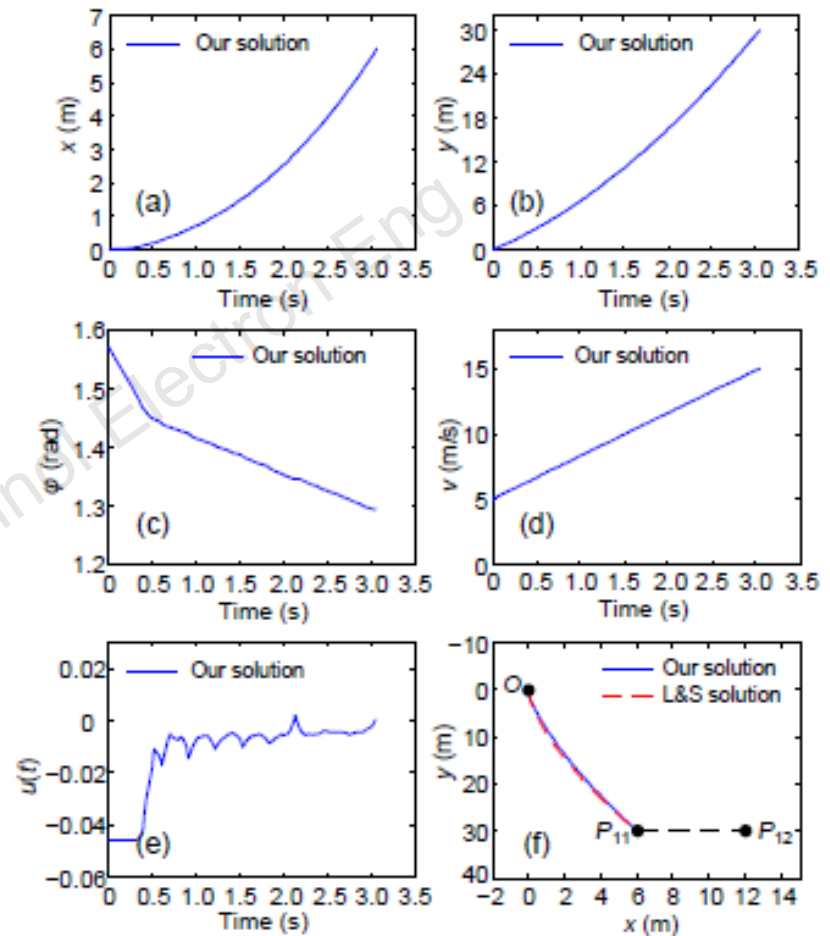 7
6
5
4
3
2
1
0
x (m)
Our solution
(a)
0 0.5 1.0 1.5 2.0 2.5 3.0 3.5
Time (s)
30
24
18
12
6
0
y (m)
Our solution
(b)
0 0.5 1.0 1.5 2.0 2.5 3.0 3.5
Time (s)
1.6
1.5
1.4
1.3
1.2
φ (rad)
Our solution
(c)
0 0.5 1.0 1.5 2.0 2.5 3.0 3.5
Time (s)
15
10
5
0
v (m/s)
Our solution
(d)
0 0.5 1.0 1.5 2.0 2.5 3.0 3.5
Time (s)
0.02
0
−0.02
−0.04
−0.06
u(t)
Our solution
(e)
0 0.5 1.0 1.5 2.0 2.5 3.0 3.5
Time (s)
−10
0
10
20
30
40
y (m)
Our solution
L&S solution
O
P11
P12
(f)
−2 0 2 4 6 8 10 12 14
x (m)
Electron Eng